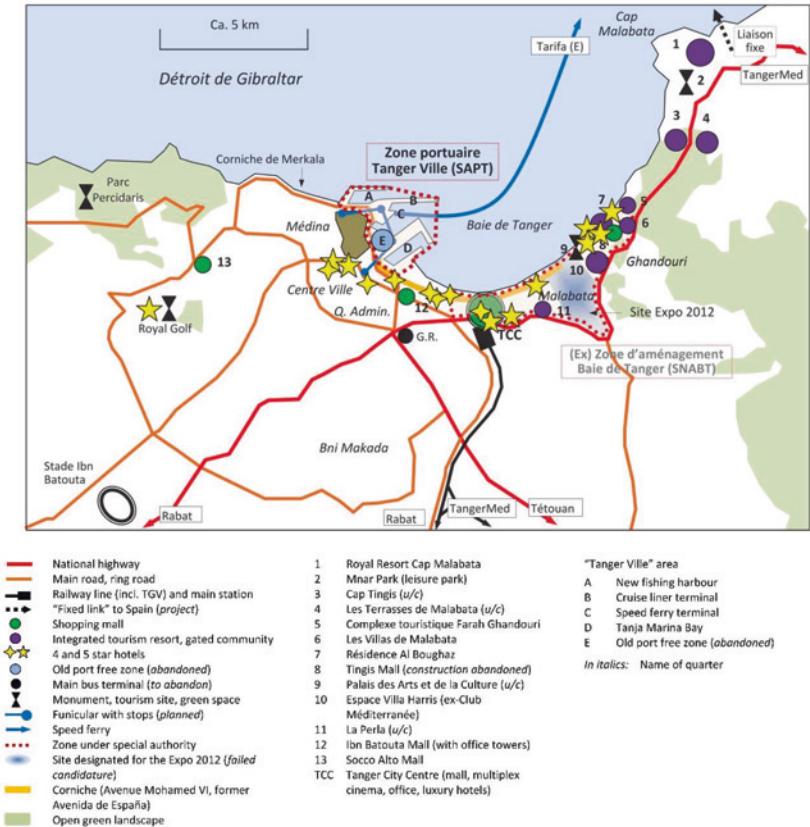 Ca. 5 km
Cap
Malabata
Liaison
fixe
1
Tarifa (E)
TangerMed
2
Détroit de Gibraltar
3
4
Zone portuaire
Tanger Ville (SAPT)
Corniche de Merkala
Parc
Percidaris
A
B
C
Médina
E
D
Baie de Tanger
7
5
6
8
9
10
Ghandouri
13
Centre Ville
Malabata
Q. Admin.
12
11
Site Expo 2012
Royal Golf
G.R.
TCC
(Ex) Zone d'aménagement
Baie de Tanger (SNABT)
Bni Makada
Stade Ibn
Batouta
Rabat
Rabat
TangerMed
Tétouan
National highway
Main road, ring road
Railway line (incl. TGV) and main station
"Fixed link" to Spain (project)
Shopping mall
Integrated tourism resort, gated community
4 and 5 star hotels
Old port free zone (abandoned)
Main bus terminal (to abandon)
Monument, tourism site, green space
Funicular with stops (planned)
Speed ferry
Zone under special authority
Site designated for the Expo 2012 (failed
candidature)
Corniche (Avenue Mohamed VI, former
Avenida de España)
Open green landscape
1 Royal Resort Cap Malabata
2 Mnar Park (leisure park)
3 Cap Tingis (u/c)
4 Les Terrasses de Malabata (u/c)
5 Complexe touristique Farah Ghandouri
6 Les Villas de Malabata
7 Résidence Al Boughaz
8 Tingis Mall (construction abandoned)
9 Palais des Arts et de la Culture (u/c)
10 Espace Villa Harris (ex-Club
Méditerranée)
11 La Perla (u/c)
12 Ibn Batouta Mall (with office towers)
13 Socco Alto Mall
TCC Tanger City Centre (mall, multiplex
cinema, office, luxury hotels)
"Tanger Ville" area
A New fishing harbour
B Cruise liner terminal
C Speed ferry terminal
D Tanja Marina Bay
E Old port free zone (abandoned)
In italics: Name of quarter